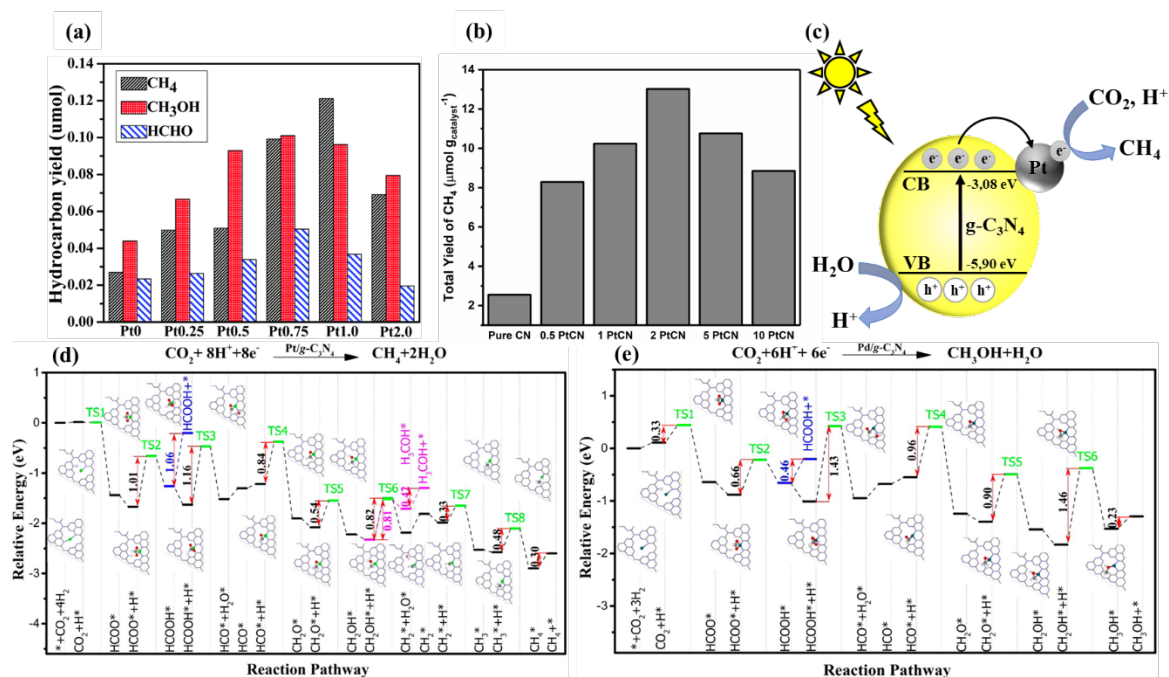 (a)
Hydrocarbon yield (umol)
0.14
0.12
0.10
0.08
0.06
0.04
0.02
0.00
CH4
CH3OH
HCHO
Pt0 Pt0.25 Pt0.5 Pt0.75 Pt1.0 Pt2.0
(b)
Total Yield of CH4 (μmol gcatalyst-1)
14
12
10
8
6
4
2
Pure CN 0.5 PtCN 1 PtCN 2 PtCN 5 PtCN 10 PtCN
(c)
CO2, H+
e- e- e- e-
Pt
CH4
CB -3,08 eV
g-C3N4
H2O
VB -5,90 eV
h+ h+ h+
H+
(d)
CO2+ 8H++8e- Pt/g-C3N4 CH4+2H2O
Relative Energy (eV)
1
0
-1
-2
-3
-4
TS1
TS2
HCOOH+*
TS3
TS4
TS5
TS6
H3COH*
H3COH+*
TS7
TS8
1.01
1.06
1.16
0.84
0.54
0.82
0.81
0.42
0.33
0.48
0.30
*+CO2+4H2
CO2+H*
HCOO*
HCOO*+H*
HCOOH*
HCOOH*+H*
HCO*+H2O*
HCO*
HCO*+H*
CH2O*
CH2O*+H*
CH2OH*
CH2OH*+H*
CH2*+H2O*
CH2*
CH2*+H*
CH3*
CH3*+H*
CH4*
CH4+*
Reaction Pathway
(e)
CO2+6H++ 6e- Pd/g-C3N4 CH3OH+H2O
Relative Energy (eV)
1
0
-1
-2
-3
TS1
TS2
HCOOH+*
TS3
TS4
TS5
TS6
0.33
0.66
0.46
1.43
0.96
0.90
1.46
0.23
*+CO2+3H2
CO2+H*
HCOO*
HCOO*+H*
HCOOH*
HCOOH*+H*
HCO*+H2O*
HCO*
HCO*+H*
CH2O*
CH2O*+H*
CH2OH*
CH2OH*+H*
CH3OH*
CH3OH+*
Reaction Pathway